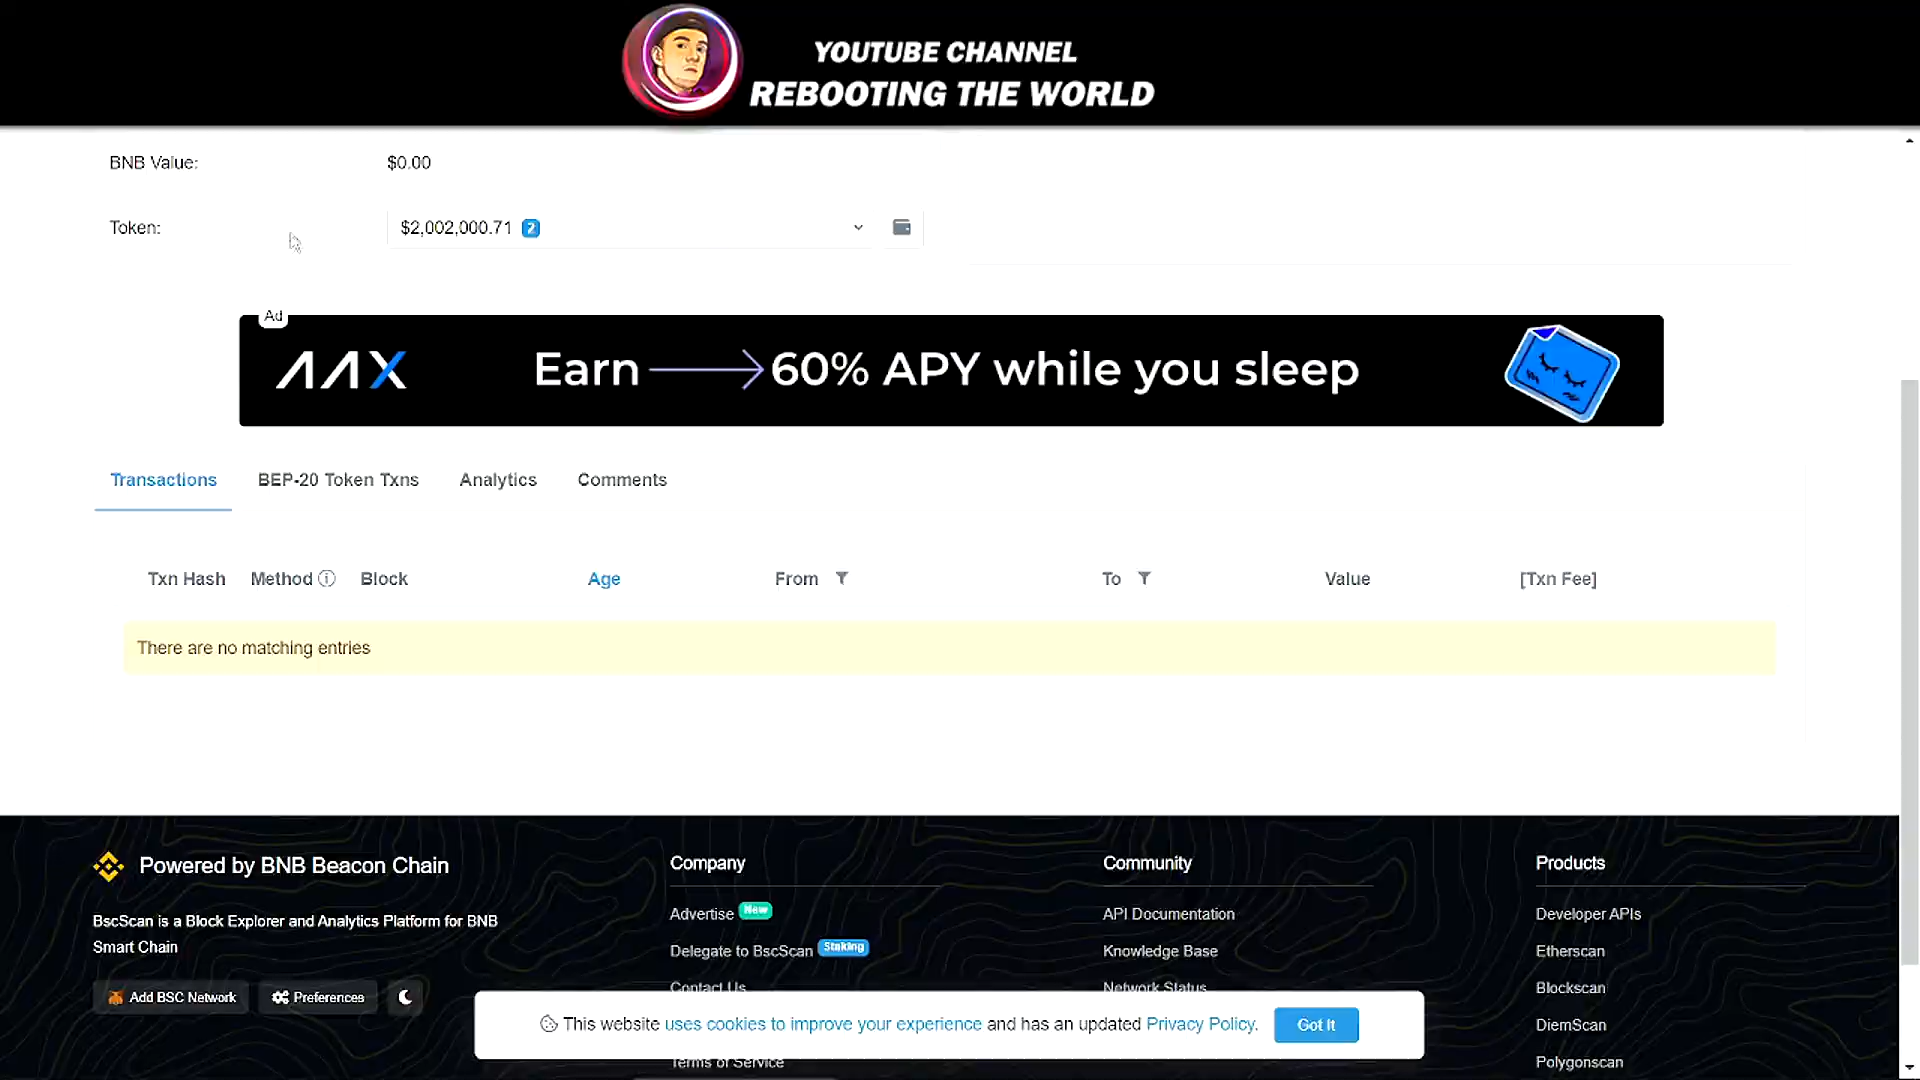 YOUTUBE CHANNEL
REBOOTING THE WORLD
BNB Value:
$0.00
Token:
$2,002,000.71 2
Ad
AAX
Earn 60% APY while you sleep
Transactions
BEP-20 Token Txns
Analytics
Comments
Txn Hash
Method
Block
Age
From
To
Value
[Txn Fee]
There are no matching entries
Powered by BNB Beacon Chain
BscScan is a Block Explorer and Analytics Platform for BNB
Smart Chain
Add BSC Network
Preferences
Company
Advertise New
Delegate to BscScan Staking
Contact Us
Terms of Service
Community
API Documentation
Knowledge Base
Network Status
Products
Developer APIs
Etherscan
Blockscan
DiemScan
Polygonscan
This website uses cookies to improve your experience and has an updated Privacy Policy.
Got It